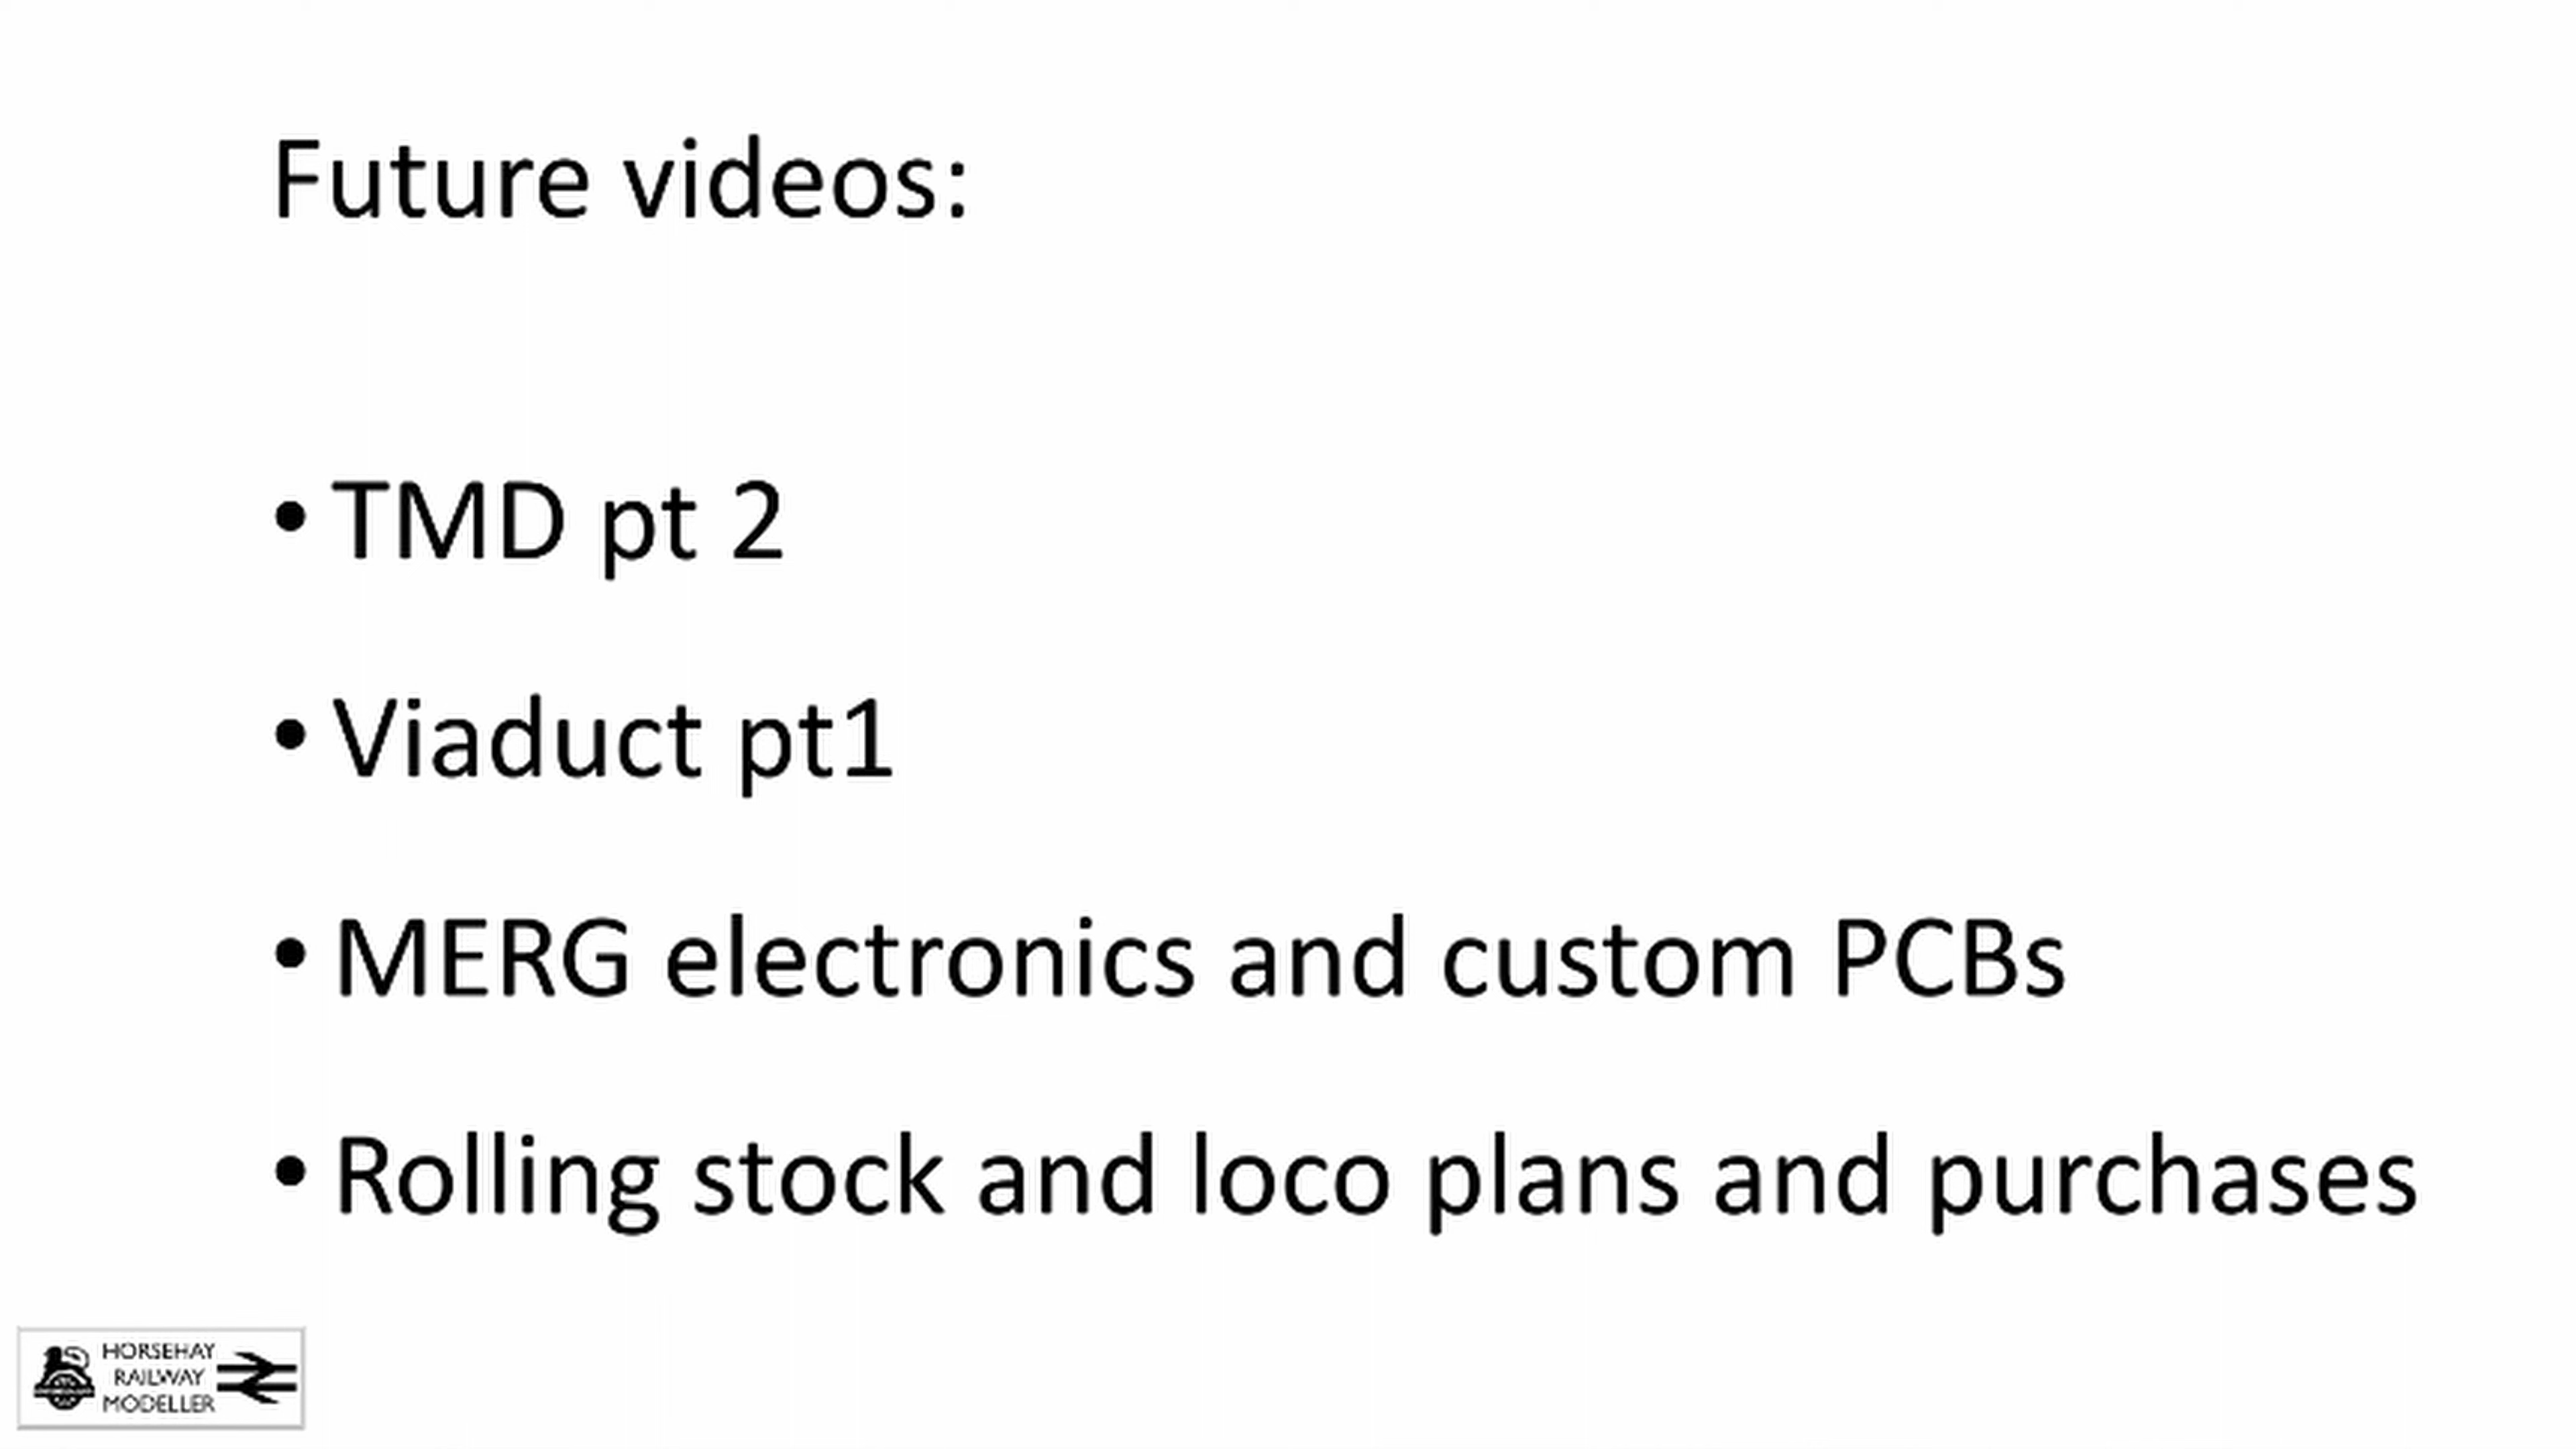 Future videos:
• TMD pt 2
• Viaduct pt1
• MERG electronics and custom PCBs
• Rolling stock and loco plans and purchases
HORSEHAY
RAILWAY
MODELLER